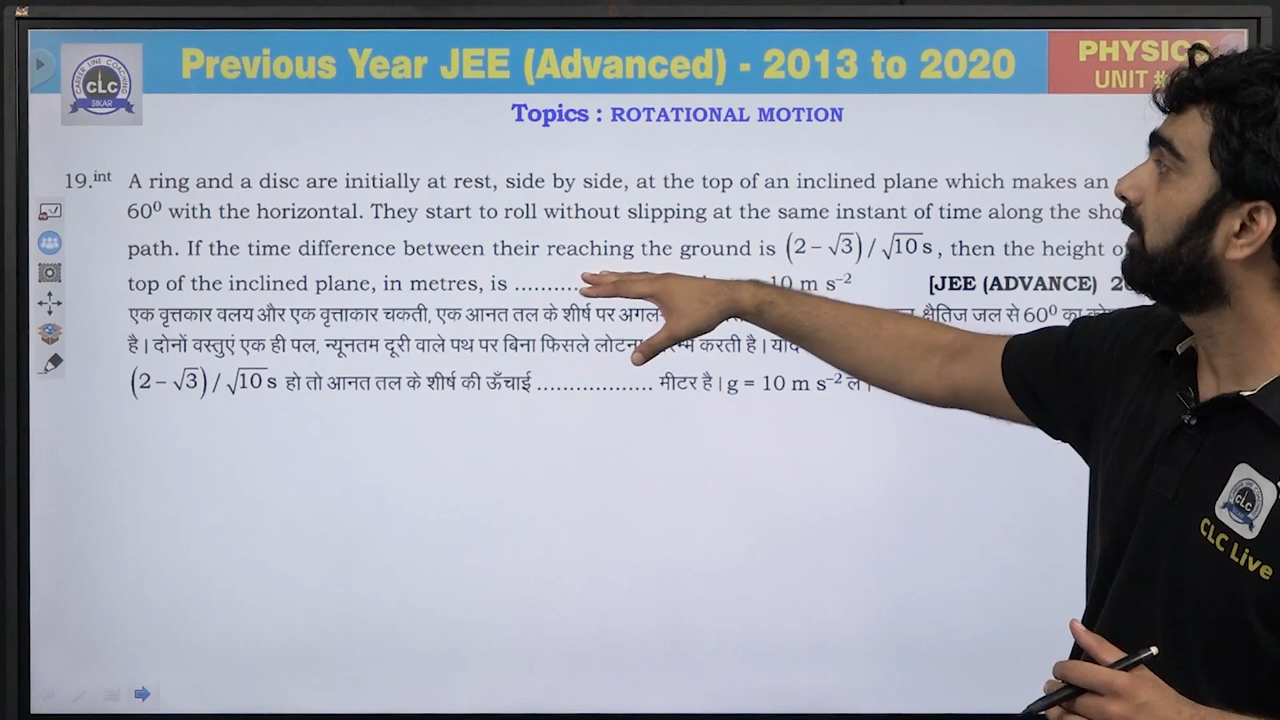 Previous Year JEE (Advanced) - 2013 to 2020
PHYSICS
UNIT #
CAREER LINE COACHING
CLC
SIKAR
Topics : ROTATIONAL MOTION
19.int A ring and a disc are initially at rest, side by side, at the top of an inclined plane which makes an
60⁰ with the horizontal. They start to roll without slipping at the same instant of time along the
path. If the time difference between their reaching the ground is (2−√3)/√10 s, then the height
top of the inclined plane, in metres, is .......... 10 m s⁻² [JEE (ADVANCE)
एक वृत्तकार वलय और एक वृत्ताकार चकती, एक आनत तल के शीर्ष पर क्षैतिज जल से 60⁰ का
है। दोनों वस्तुएं एक ही पल, न्यूनतम दूरी वाले पथ पर बिना फिसले करती है।
(2−√3)/√10 s हो तो आनत तल के शीर्ष की ऊँचाई .................. मीटर है। g = 10 m s⁻²
CLC
CLC Live